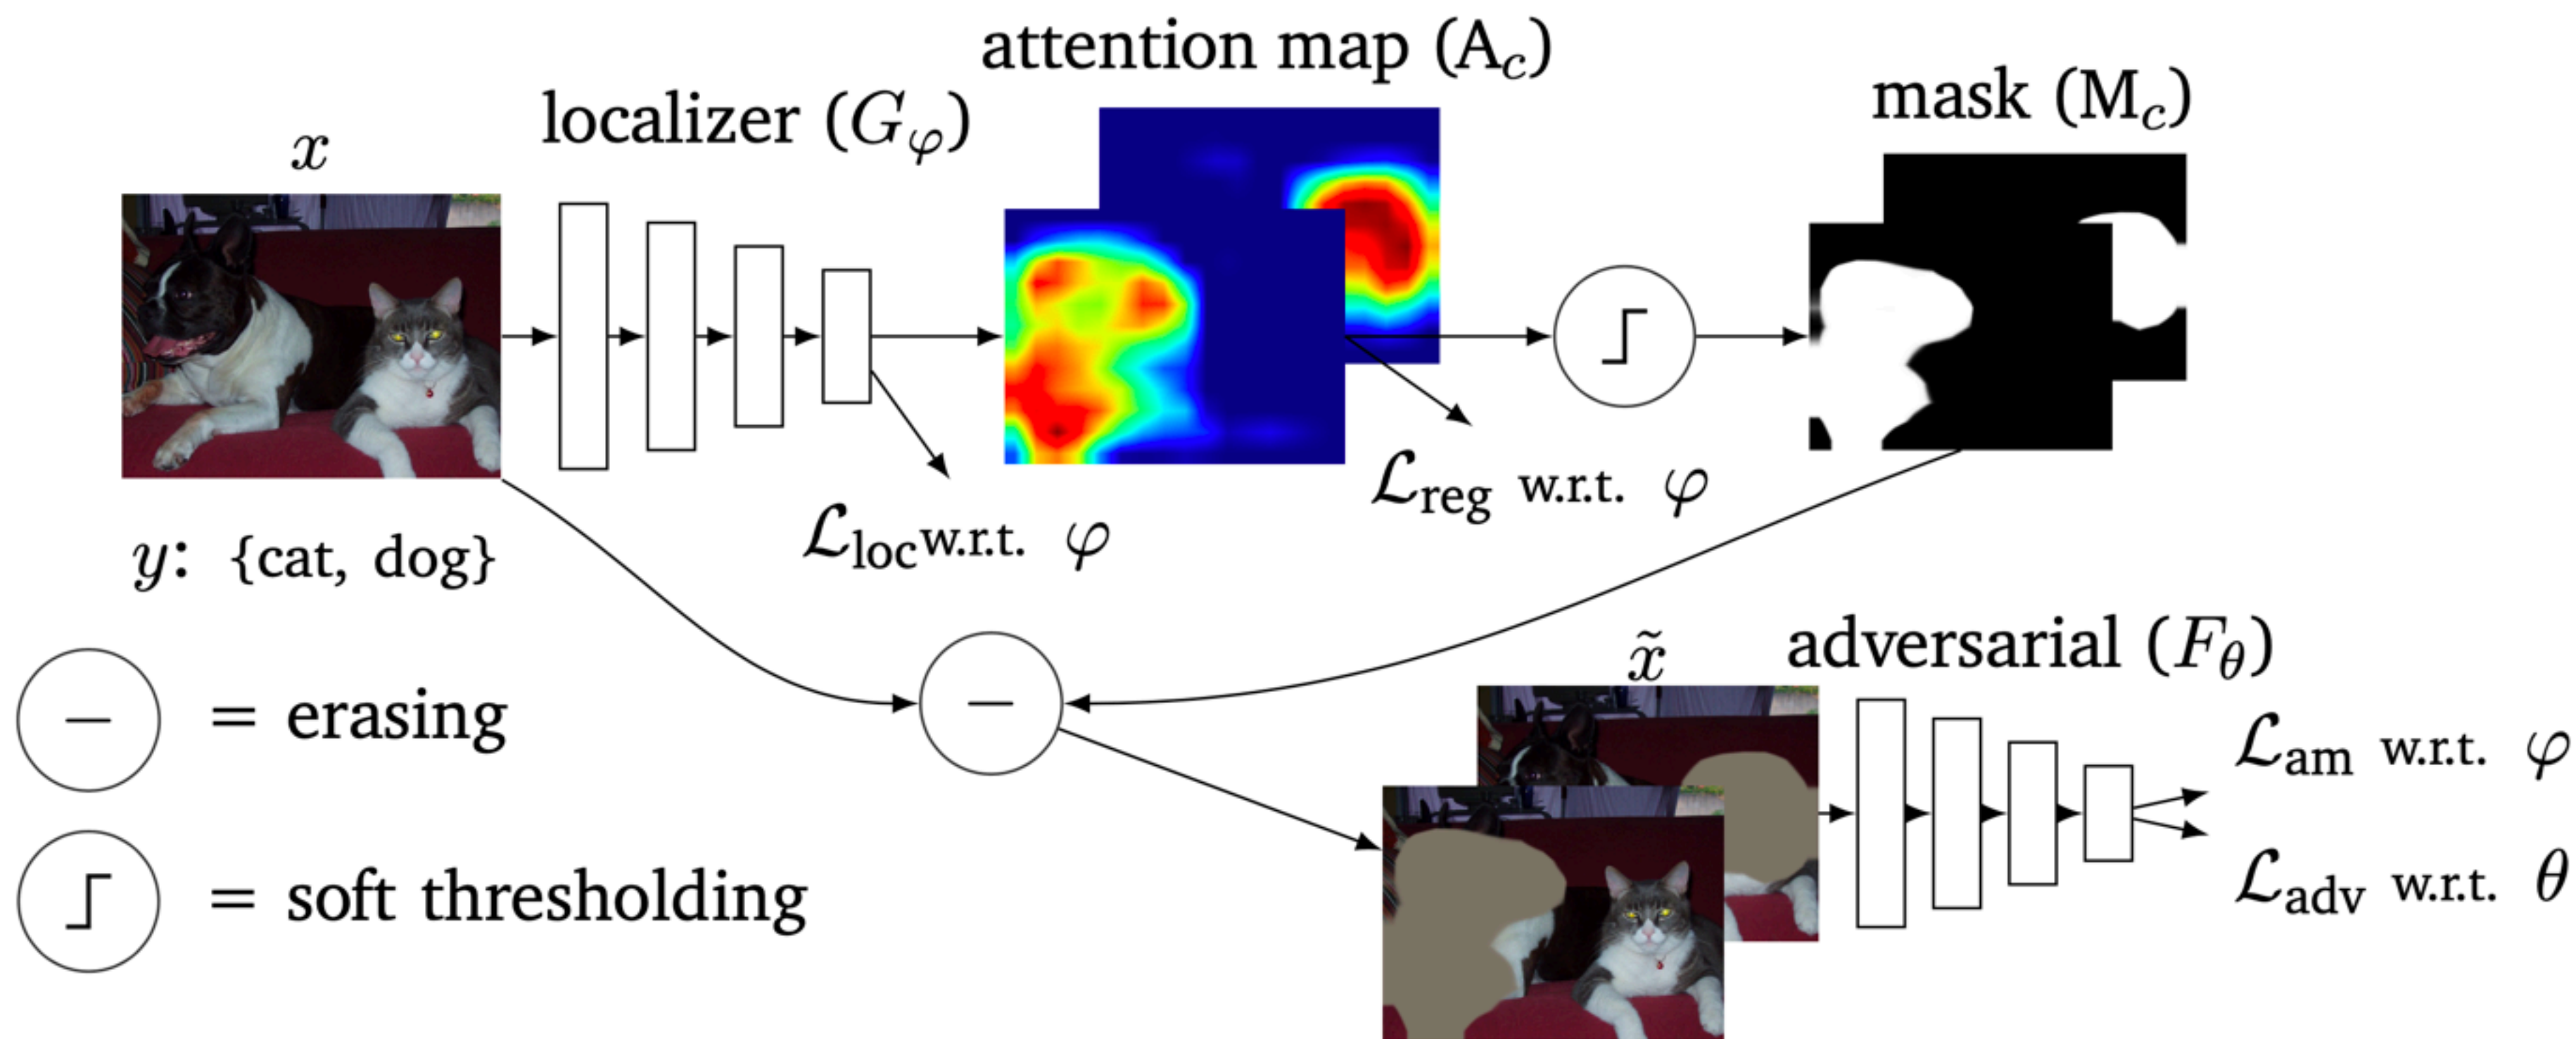 attention map (A_c)
mask (M_c)
localizer (G_φ)
x
L_reg w.r.t. φ
L_loc w.r.t. φ
y: {cat, dog}
x̃
adversarial (F_θ)
− = erasing
−
L_am w.r.t. φ
L_adv w.r.t. θ
= soft thresholding